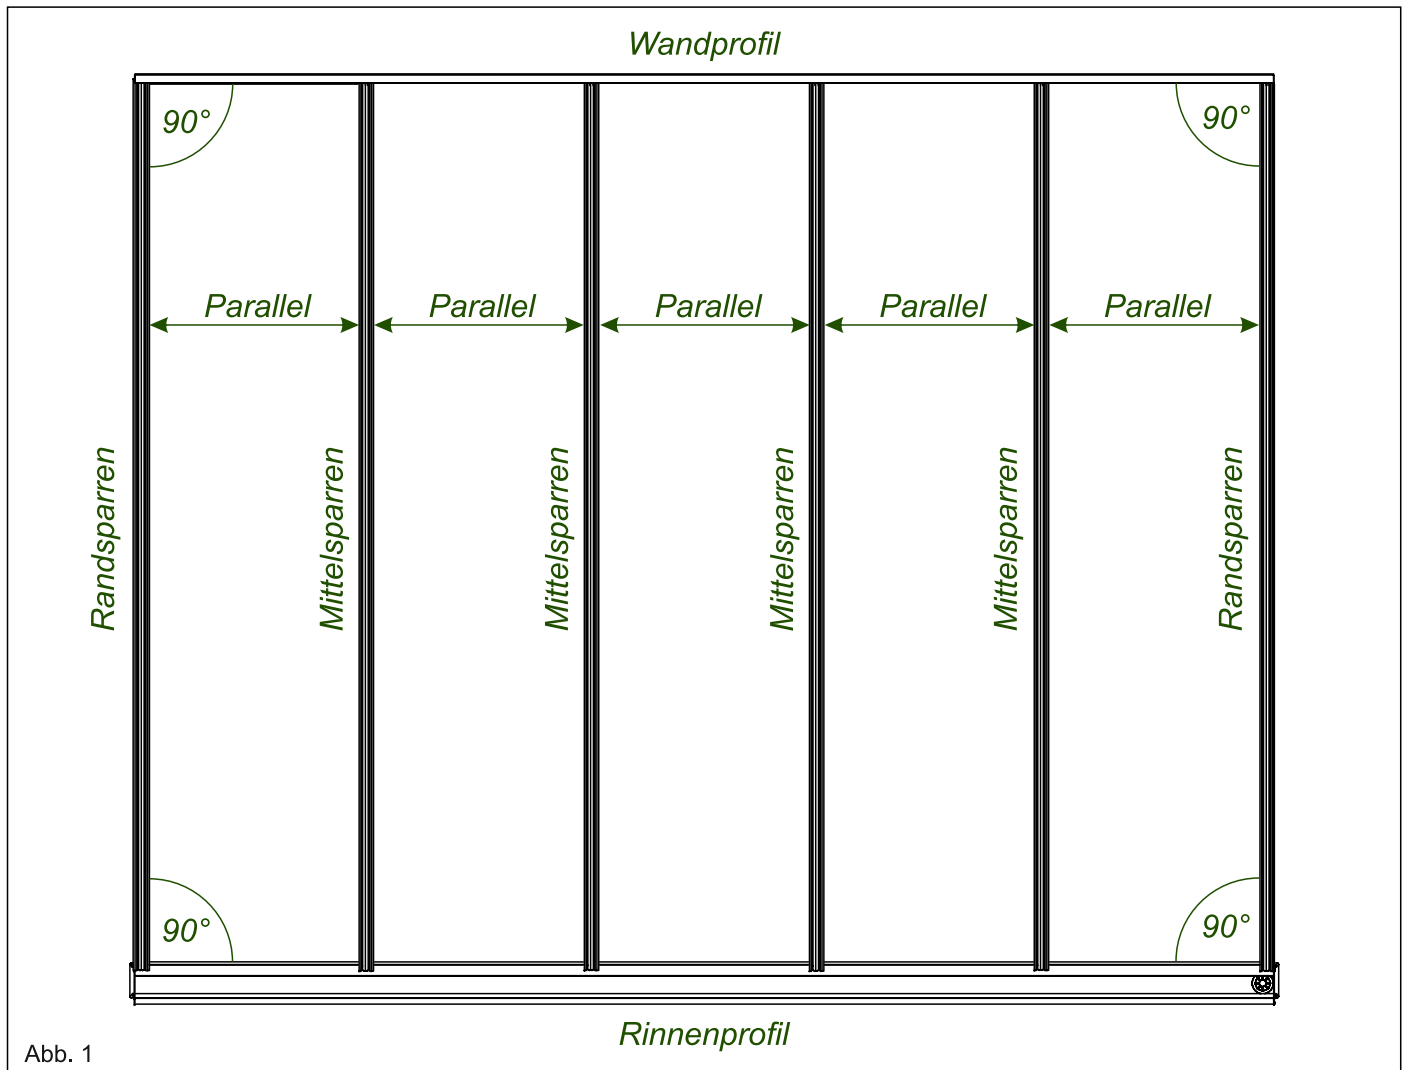 Wandprofil
90°
90°
Parallel
Parallel
Parallel
Parallel
Parallel
Randsparren
Mittelsparren
Mittelsparren
Mittelsparren
Mittelsparren
Randsparren
90°
90°
Rinnenprofil
Abb. 1